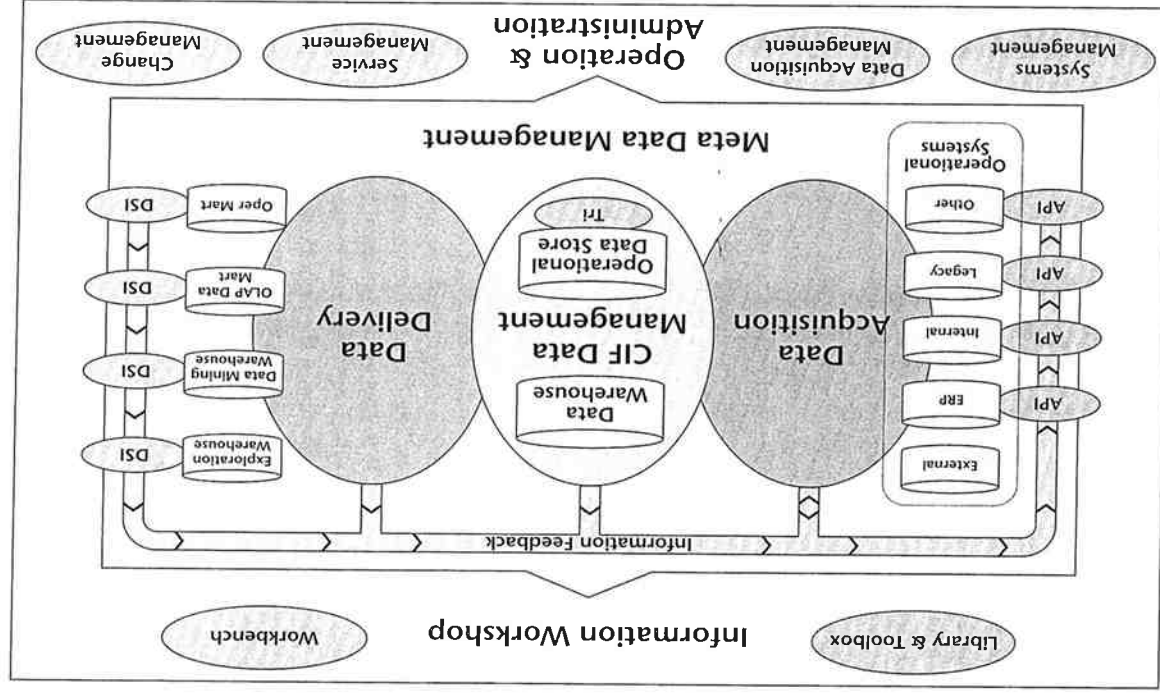 Library & Toolbox
Information Workshop
Workbench
Information Feedback
External
API
ERP
API
Internal
API
Legacy
API
Other
Operational
Systems
Data
Acquisition
Data
Warehouse
CIF Data
Management
Operational
Data Store
Tri
Data
Delivery
Exploration
Warehouse
DSI
Data Mining
Warehouse
DSI
OLAP Data
Mart
DSI
Oper Mart
DSI
Meta Data Management
Systems
Management
Data Acquisition
Management
Operation &
Administration
Service
Management
Change
Management